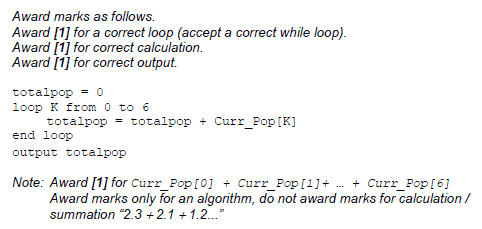 Award marks as follows.
Award [1] for a correct loop (accept a correct while loop).
Award [1] for correct calculation.
Award [1] for correct output.
totalpop = 0
loop K from 0 to 6
totalpop = totalpop + Curr_Pop[K]
end loop
output totalpop
Note: Award [1] for Curr_Pop[0] + Curr_Pop[1]+ … + Curr_Pop[6]
Award marks only for an algorithm, do not award marks for calculation /
summation “2.3 + 2.1 + 1.2...”